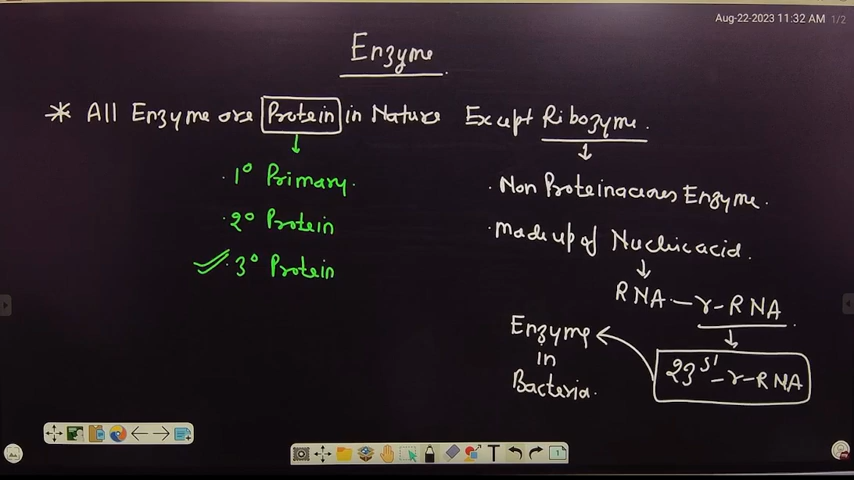 Aug-22-2023 11:32 AM 1/2
Enzyme
* All Enzyme are Protein in Nature Except Ribozyme.
↓
↓
· 1° Primary.
· 2° Protein
· 3° Protein
· Non Proteinacious Enzyme.
· made up of Nucleic acid.
↓
RNA — r-RNA
↓
23S' - r-RNA
Enzyme
in
Bacteria.
T
1